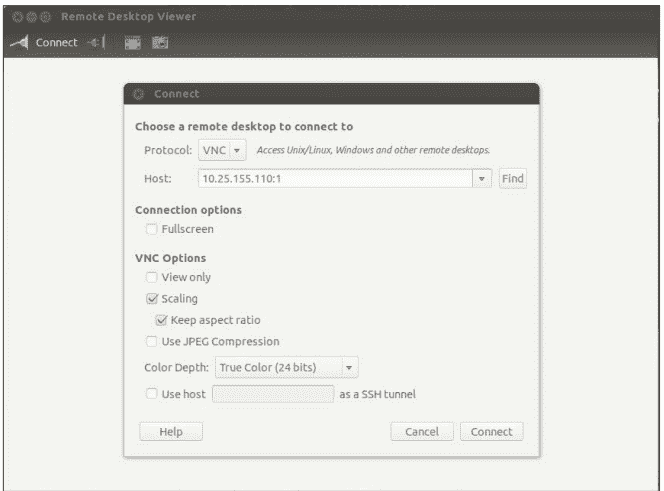 Remote Desktop Viewer
Connect
Connect
Choose a remote desktop to connect to
Protocol: VNC Access Unix/Linux, Windows and other remote desktops.
Host: 10.25.155.110:1 Find
Connection options
Fullscreen
VNC Options
View only
Scaling
Keep aspect ratio
Use JPEG Compression
Color Depth: True Color (24 bits)
Use host as a SSH tunnel
Help Cancel Connect